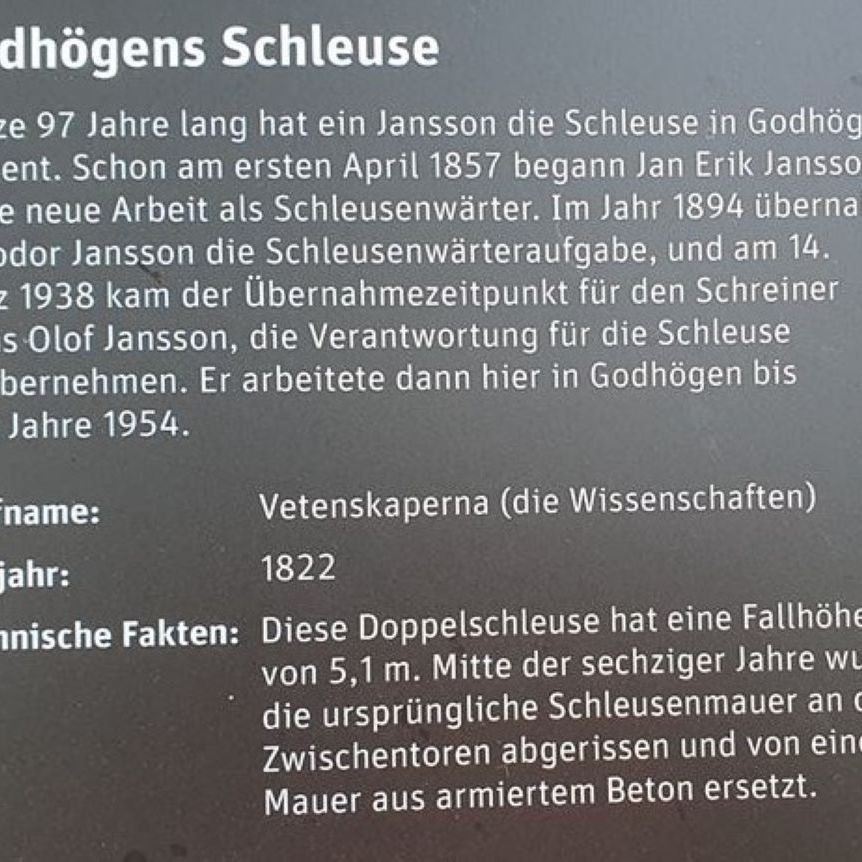 dhögens Schleuse
ze 97 Jahre lang hat ein Jansson die Schleuse in Godhög
ent. Schon am ersten April 1857 begann Jan Erik Jansso
e neue Arbeit als Schleusenwärter. Im Jahr 1894 überna
odor Jansson die Schleusenwärteraufgabe, und am 14.
z 1938 kam der Übernahmezeitpunkt für den Schreiner
s Olof Jansson, die Verantwortung für die Schleuse
bernehmen. Er arbeitete dann hier in Godhögen bis
Jahre 1954.
name: Vetenskaperna (die Wissenschaften)
jahr: 1822
hnische Fakten: Diese Doppelschleuse hat eine Fallhöhe
von 5,1 m. Mitte der sechziger Jahre wu
die ursprüngliche Schleusenmauer an d
Zwischentoren abgerissen und von eine
Mauer aus armiertem Beton ersetzt.